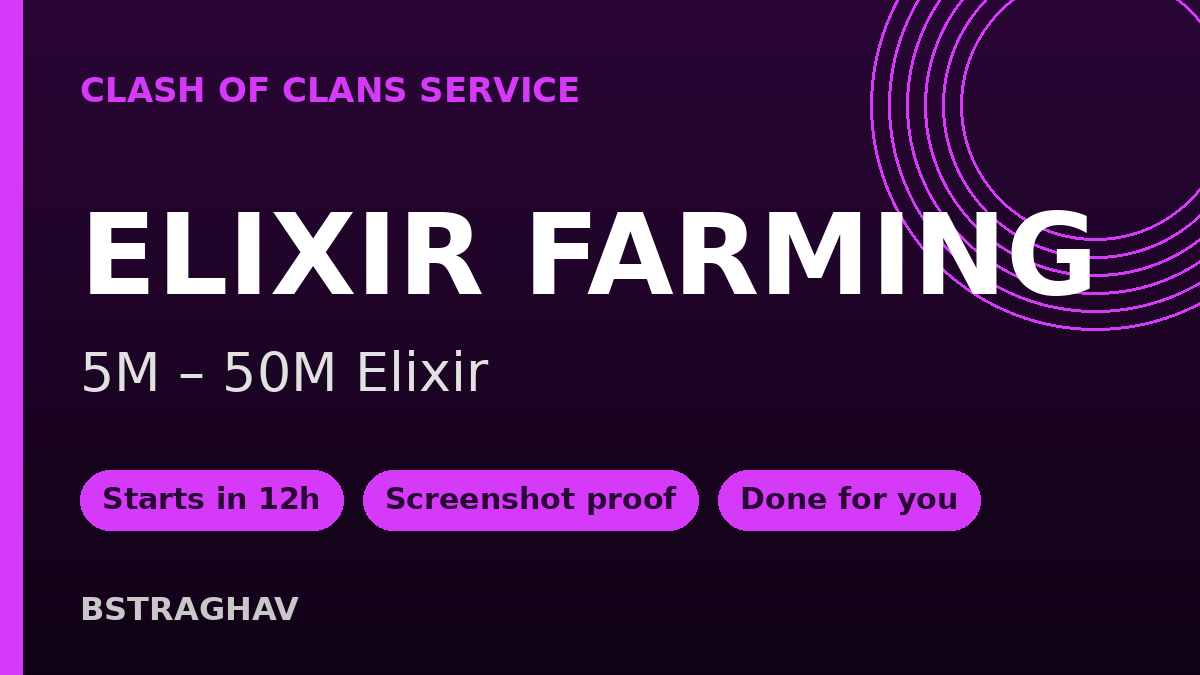 CLASH OF CLANS SERVICE
ELIXIR FARMING
5M – 50M Elixir
Starts in 12h Screenshot proof Done for you
BSTRAGHAV